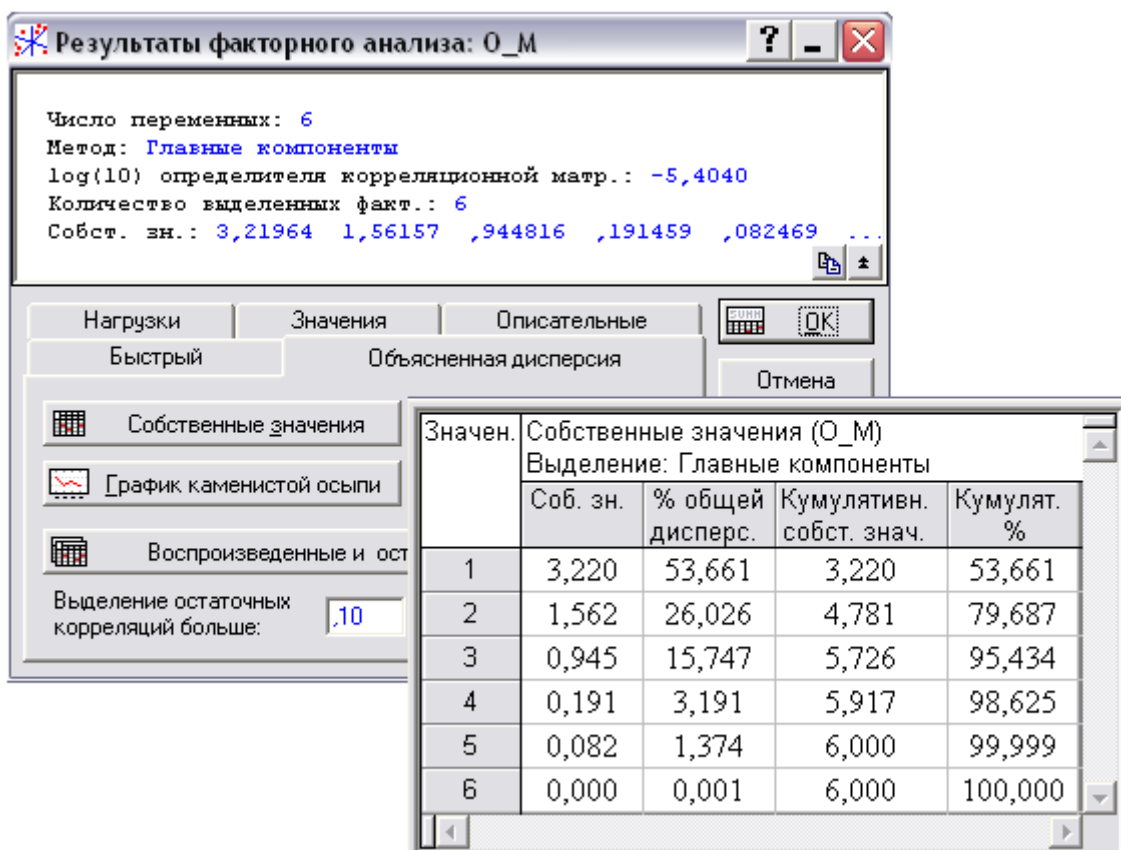 Результаты факторного анализа: O_M
Число переменных: 6
Метод: Главные компоненты
log(10) определителя корреляционной матр.: -5,4040
Количество выделенных факт.: 6
Собст. зн.: 3,21964 1,56157 ,944816 ,191459 ,082469 ...
Нагрузки Значения Описательные
SUMM OK
Быстрый Объясненная дисперсия
Отмена
Собственные значения
График каменистой осыпи
Воспроизведенные и ост
Выделение остаточных
корреляций больше: ,10
Значен. Собственные значения (O_M)
Выделение: Главные компоненты
Соб. зн. % общей Кумулятивн. Кумулят.
дисперс. собст. знач. %
1 3,220 53,661 3,220 53,661
2 1,562 26,026 4,781 79,687
3 0,945 15,747 5,726 95,434
4 0,191 3,191 5,917 98,625
5 0,082 1,374 6,000 99,999
6 0,000 0,001 6,000 100,000